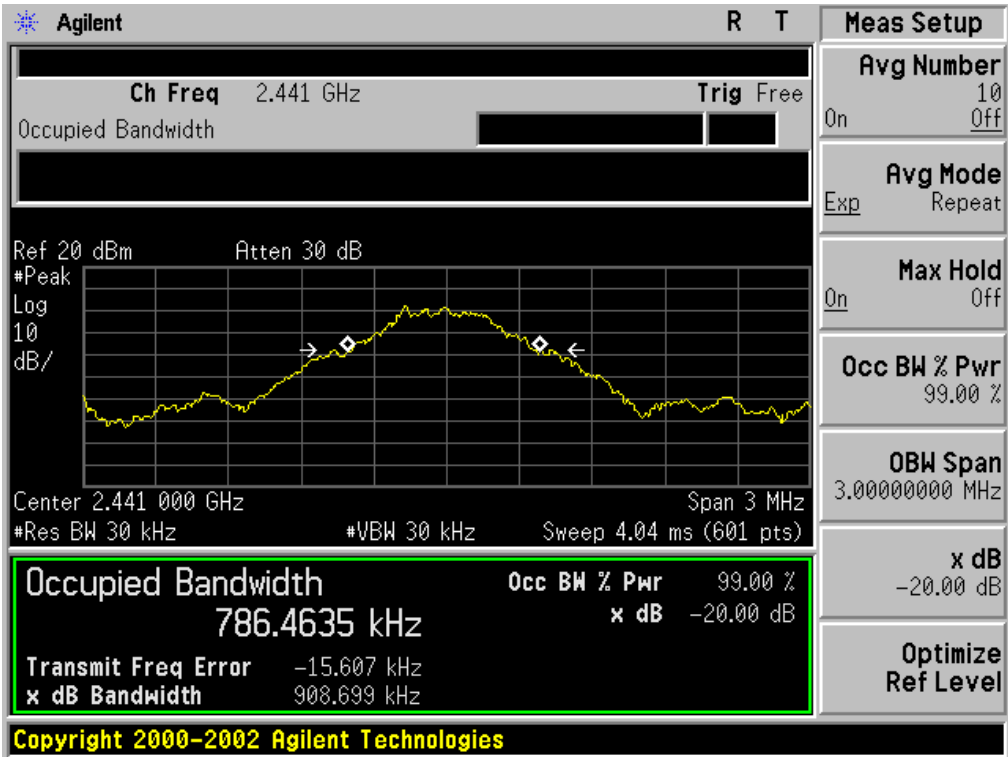 Agilent R T
Ch Freq 2.441 GHz Trig Free
Occupied Bandwidth
Ref 20 dBm Atten 30 dB
#Peak
Log
10
dB/
Center 2.441 000 GHz Span 3 MHz
#Res BW 30 kHz #VBW 30 kHz Sweep 4.04 ms (601 pts)
Occupied Bandwidth Occ BW % Pwr 99.00 %
786.4635 kHz x dB -20.00 dB
Transmit Freq Error -15.607 kHz
x dB Bandwidth 908.699 kHz
Copyright 2000-2002 Agilent Technologies
Meas Setup
Avg Number
10
On Off
Avg Mode
Exp Repeat
Max Hold
On Off
Occ BW % Pwr
99.00 %
OBW Span
3.00000000 MHz
x dB
-20.00 dB
Optimize
Ref Level